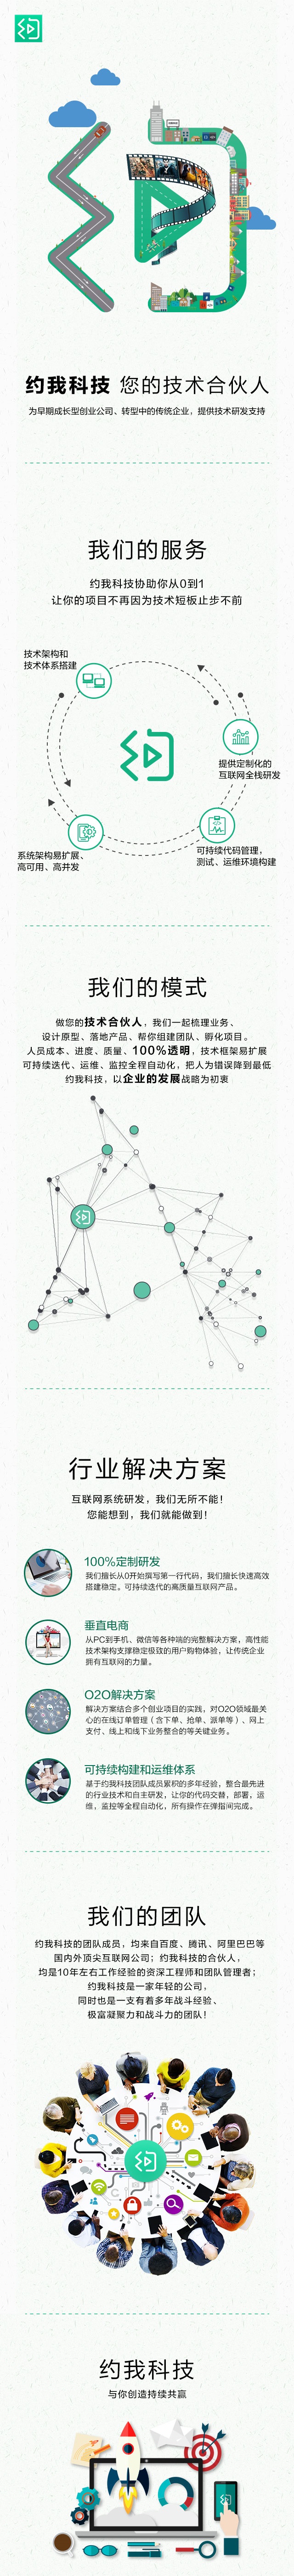 约我科技 您的技术合伙人
为早期成长型创业公司、转型中的传统企业，提供技术研发支持
我们的服务
约我科技协助你从0到1
让你的项目不再因为技术短板止步不前
技术架构和
技术体系搭建
提供定制化的
互联网全栈研发
系统架构易扩展、
高可用、高并发
可持续代码管理，
测试、运维环境构建
我们的模式
做您的技术合伙人，我们一起梳理业务、
设计原型、落地产品、帮你组建团队、孵化项目。
人员成本、进度、质量、100%透明，技术框架易扩展
可持续迭代、运维、监控全程自动化，把人为错误降到最低
约我科技，以企业的发展战略为初衷
行业解决方案
互联网系统研发，我们无所不能！
您能想到，我们就能做到！
100%定制研发
我们擅长从0开始撰写第一行代码，我们擅长快速高效
搭建稳定。可持续迭代的高质量互联网产品。
垂直电商
从PC到手机、微信等各种端的完整解决方案，高性能
技术架构支撑稳定极致的用户购物体验，让传统企业
拥有互联网的力量。
O2O解决方案
解决方案结合多个创业项目的实践，对O2O领域最关
心的在线订单管理（含下单、抢单、派单等）、网上
支付、线上和线下业务整合的等关键业务。
可持续构建和运维体系
基于约我科技团队成员累积的多年经验，整合最先进
的行业技术和自主研发，让你的代码交替，部署，运
维，监控等全程自动化，所有操作在弹指间完成。
我们的团队
约我科技的团队成员，均来自百度、腾讯、阿里巴巴等
国内外顶尖互联网公司；约我科技的合伙人，
均是10年左右工作经验的资深工程师和团队管理者；
约我科技是一家年轻的公司，
同时也是一支有着多年战斗经验、
极富凝聚力和战斗力的团队！
约我科技
与你创造持续共赢